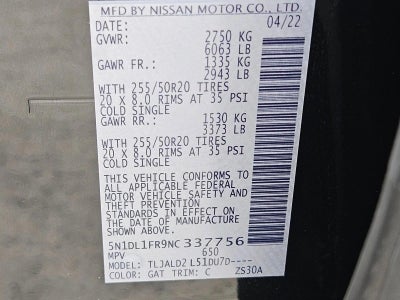 MFD BY NISSAN MOTOR CO., LTD.
DATE: 04/22
GVWR: 2750 KG
6063 LB
GAWR FR.: 1335 KG
2943 LB
WITH 255/50R20 TIRES
20 X 8.0 RIMS AT 35 PSI
COLD SINGLE
GAWR RR.: 1530 KG
3373 LB
WITH 255/50R20 TIRES
20 X 8.0 RIMS AT 35 PSI
COLD SINGLE
THIS VEHICLE CONFORMS TO
ALL APPLICABLE FEDERAL
MOTOR VEHICLE SAFETY AND
THEFT PREVENTION
STANDARDS IN EFFECT ON
THE DATE OF MANUFACTURE
SHOWN ABOVE.
5N1DL1FR9NC337756
MPV 650
MODEL: TLJALD2 L51DU7D----
COLOR: GAT TRIM: C ZS30A